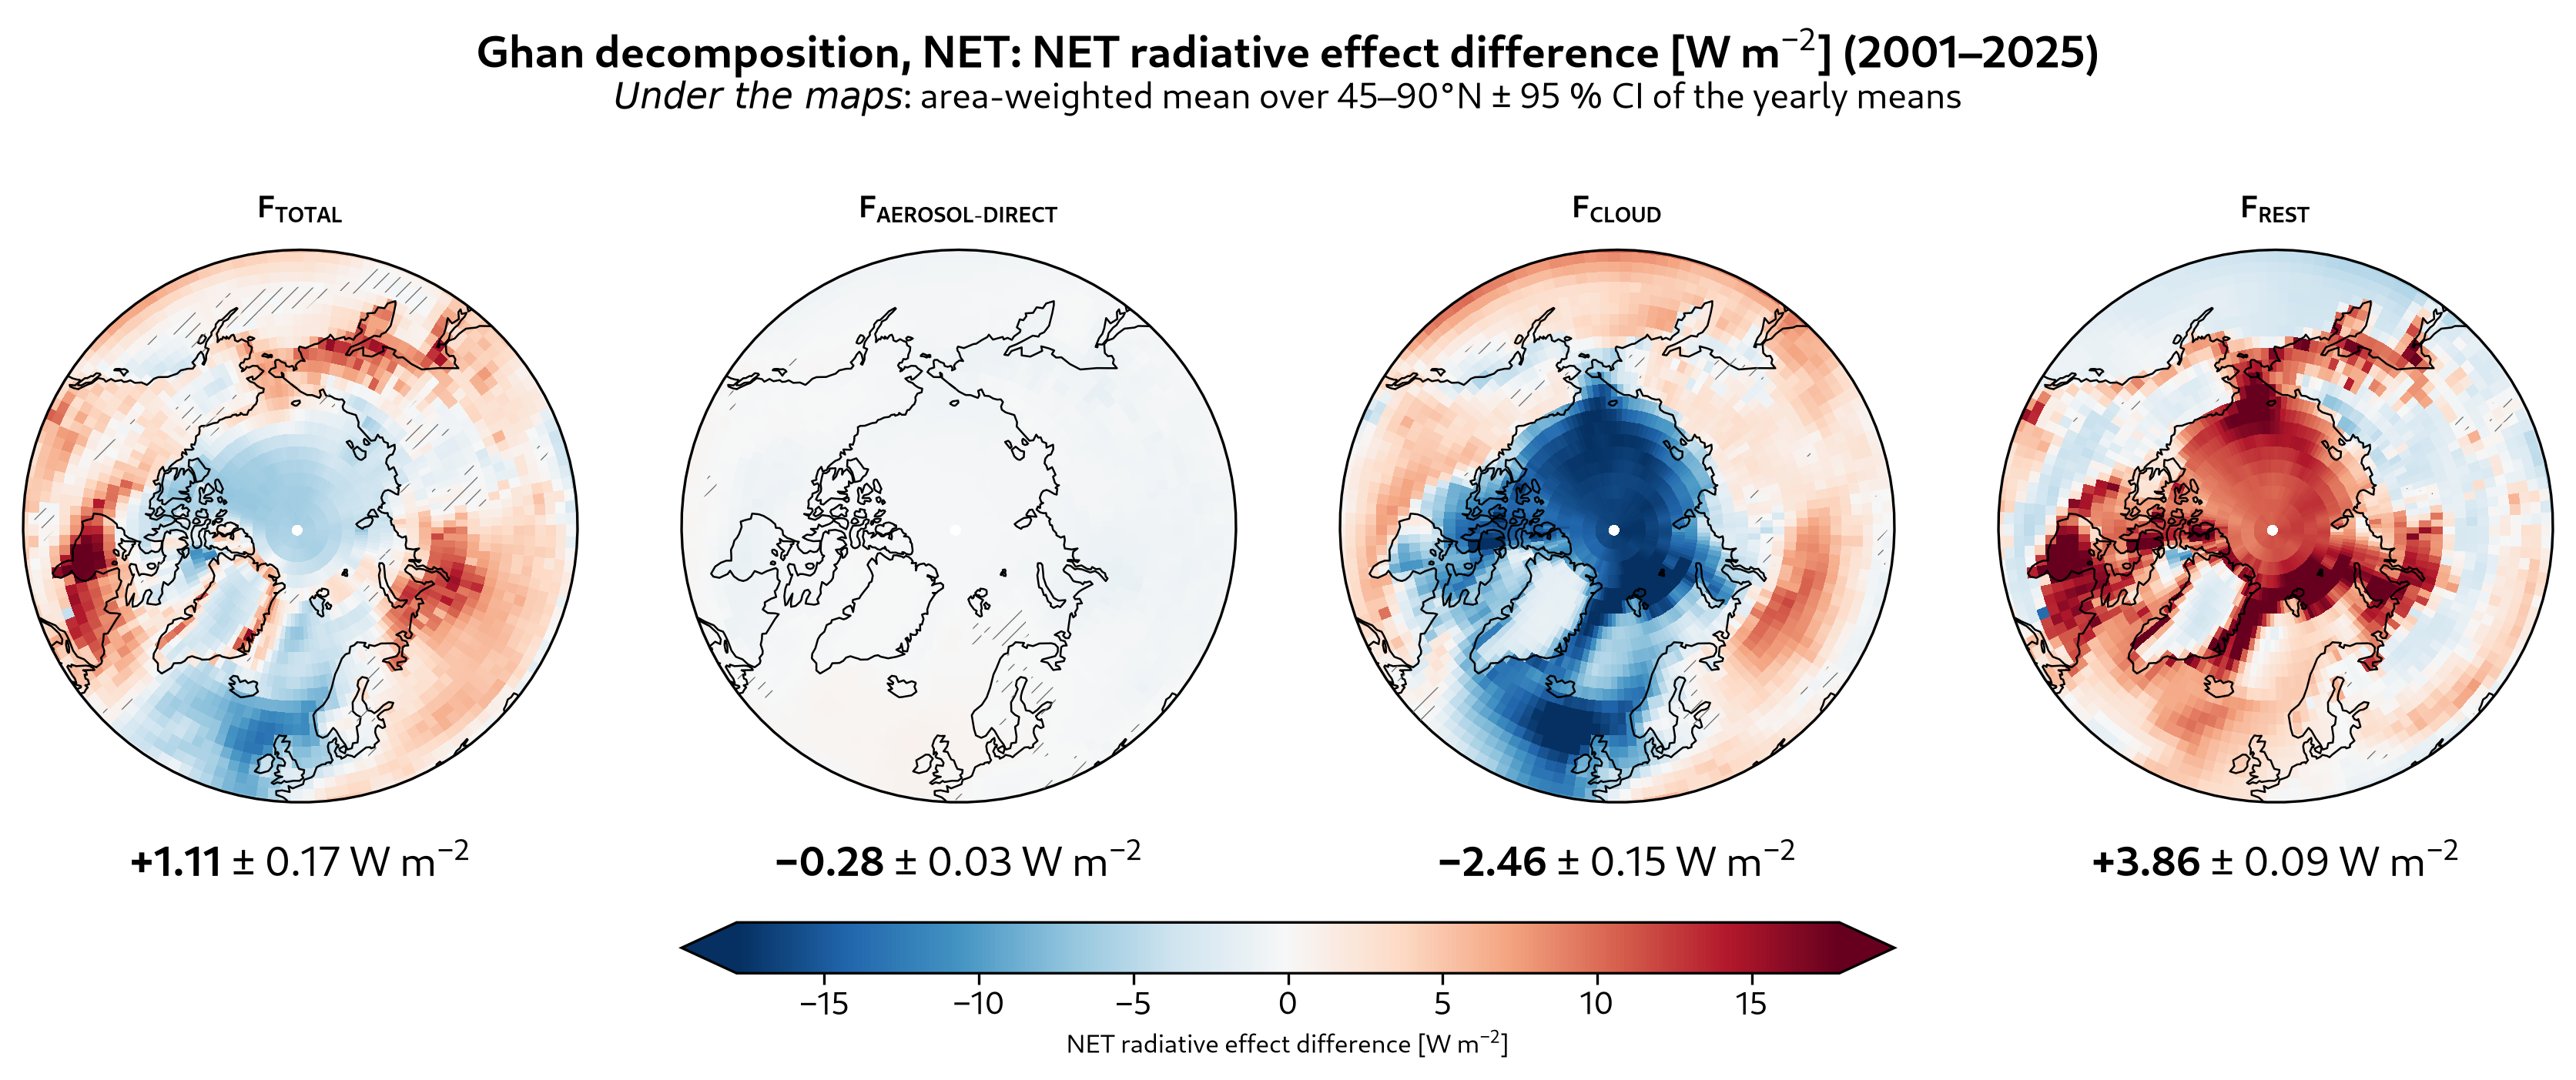 Ghan decomposition, NET: NET radiative effect difference [W m⁻²] (2001–2025)
Under the maps: area-weighted mean over 45–90°N ± 95 % CI of the yearly means
F_TOTAL F_AEROSOL-DIRECT F_CLOUD F_REST
+1.11 ± 0.17 W m⁻² −0.28 ± 0.03 W m⁻² −2.46 ± 0.15 W m⁻² +3.86 ± 0.09 W m⁻²
−15 −10 −5 0 5 10 15
NET radiative effect difference [W m⁻²]